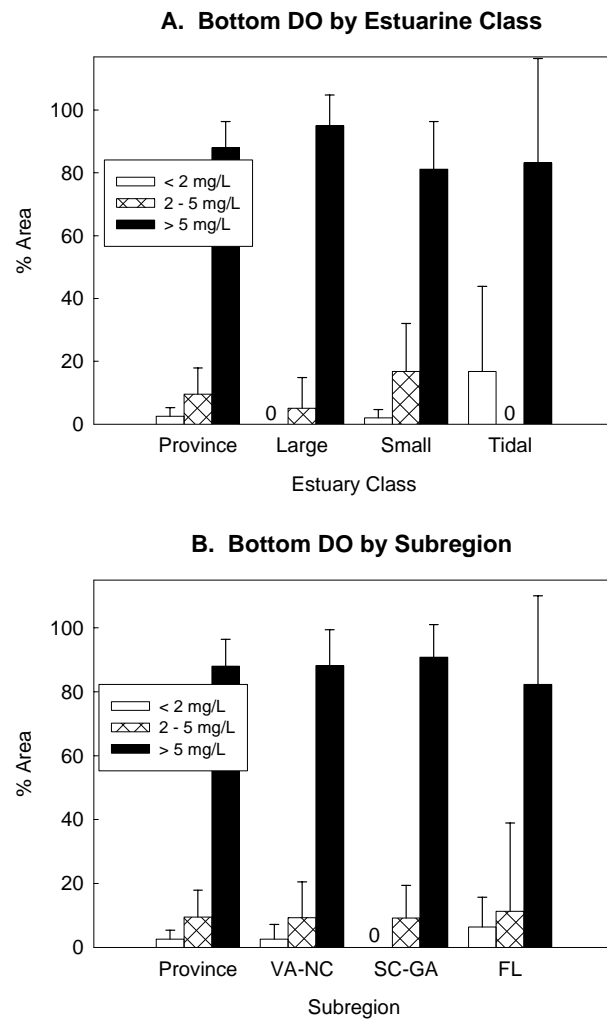 A. Bottom DO by Estuarine Class
100
80
60
40
20
0
% Area
< 2 mg/L
2 - 5 mg/L
> 5 mg/L
0
0
Province Large Small Tidal
Estuary Class
B. Bottom DO by Subregion
100
80
60
40
20
0
% Area
< 2 mg/L
2 - 5 mg/L
> 5 mg/L
0
Province VA-NC SC-GA FL
Subregion